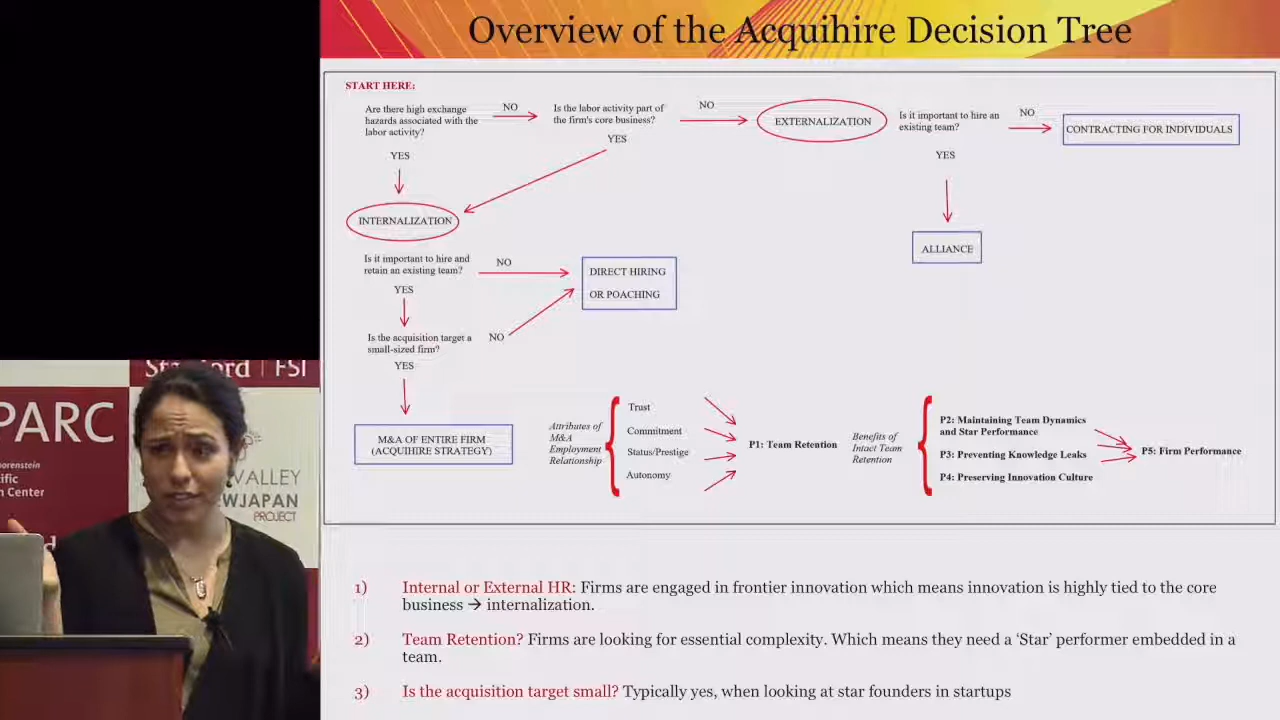 Overview of the Acquihire Decision Tree
START HERE:
Are there high exchange
hazards associated with the
labor activity?
NO
Is the labor activity part of
the firm's core business?
NO
EXTERNALIZATION
Is it important to hire an
existing team?
NO
CONTRACTING FOR INDIVIDUALS
YES
YES
YES
INTERNALIZATION
ALLIANCE
Is it important to hire and
retain an existing team?
NO
DIRECT HIRING
OR POACHING
YES
Is the acquisition target a
small-sized firm?
NO
YES
M&A OF ENTIRE FIRM
(ACQUIHIRE STRATEGY)
Attributes of
M&A
Employment
Relationship
Trust
Commitment
Status/Prestige
Autonomy
P1: Team Retention
Benefits of
Intact Team
Retention
P2: Maintaining Team Dynamics
and Star Performance
P3: Preventing Knowledge Leaks
P4: Preserving Innovation Culture
P5: Firm Performance
1) Internal or External HR: Firms are engaged in frontier innovation which means innovation is highly tied to the core
business → internalization.
2) Team Retention? Firms are looking for essential complexity. Which means they need a ‘Star’ performer embedded in a
team.
3) Is the acquisition target small? Typically yes, when looking at star founders in startups
FSI
PARC
Center
VALLEY
JAPAN
PROJECT